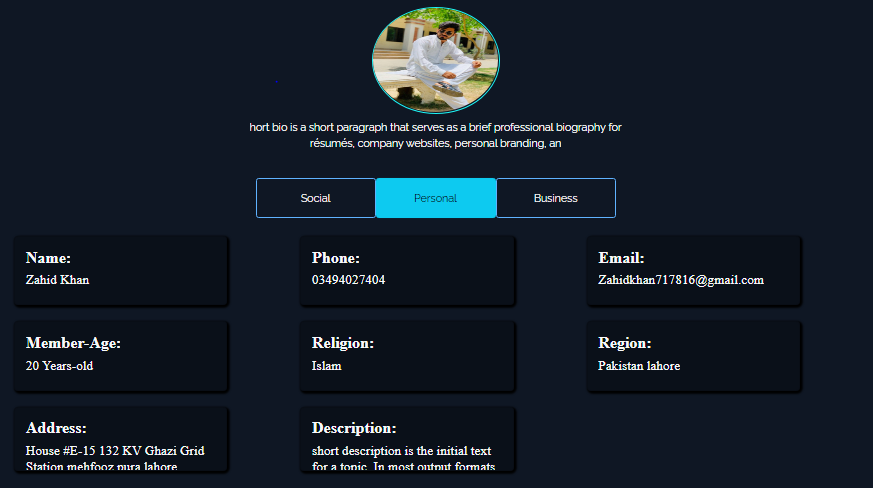 hort bio is a short paragraph that serves as a brief professional biography for
résumés, company websites, personal branding, an
Social
Personal
Business
Name:
Zahid Khan
Phone:
03494027404
Email:
Zahidkhan717816@gmail.com
Member-Age:
20 Years-old
Religion:
Islam
Region:
Pakistan lahore
Address:
House #E-15 132 KV Ghazi Grid
Station mehfooz pura lahore
Description:
short description is the initial text
for a topic. In most output formats